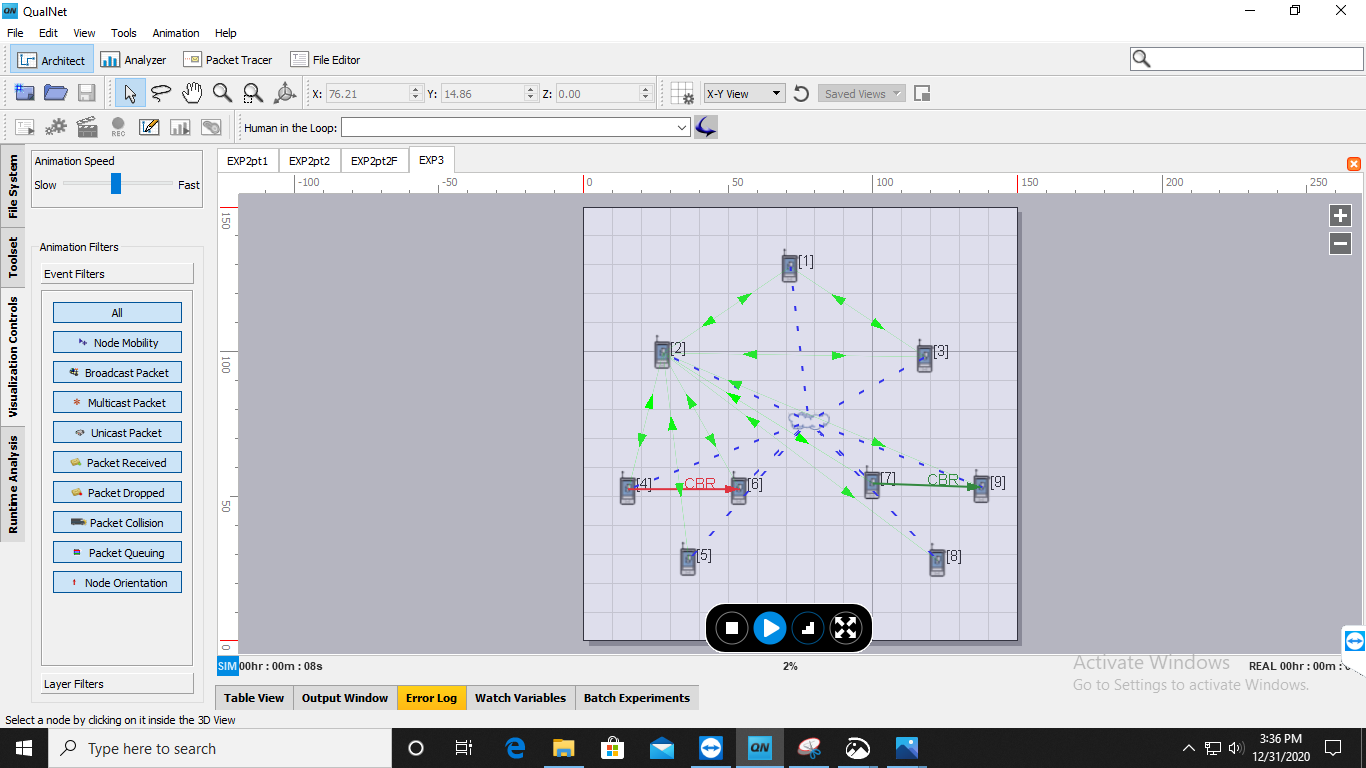 QualNet
File Edit View Tools Animation Help
Architect Analyzer Packet Tracer File Editor
X: 76.21 Y: 14.86 Z: 0.00 X-Y View Saved Views
REC Human in the Loop:
File System
Toolset
Visualization Controls
Runtime Analysis
Animation Speed
Slow Fast
Animation Filters
Event Filters
All
Node Mobility
Broadcast Packet
Multicast Packet
Unicast Packet
Packet Received
Packet Dropped
Packet Collision
Packet Queuing
Node Orientation
Layer Filters
EXP2pt1 EXP2pt2 EXP2pt2F EXP3
-100 -50 0 50 100 150 200 250
150
100
50
0
[1]
[2]
[3]
[4] CBR [6] [7] CBR [9]
[5] [8]
SIM 00hr : 00m : 08s 2% REAL 00hr : 00m :
Activate Windows
Go to Settings to activate Windows.
Table View Output Window Error Log Watch Variables Batch Experiments
Select a node by clicking on it inside the 3D View
Type here to search
QN
3:36 PM
12/31/2020